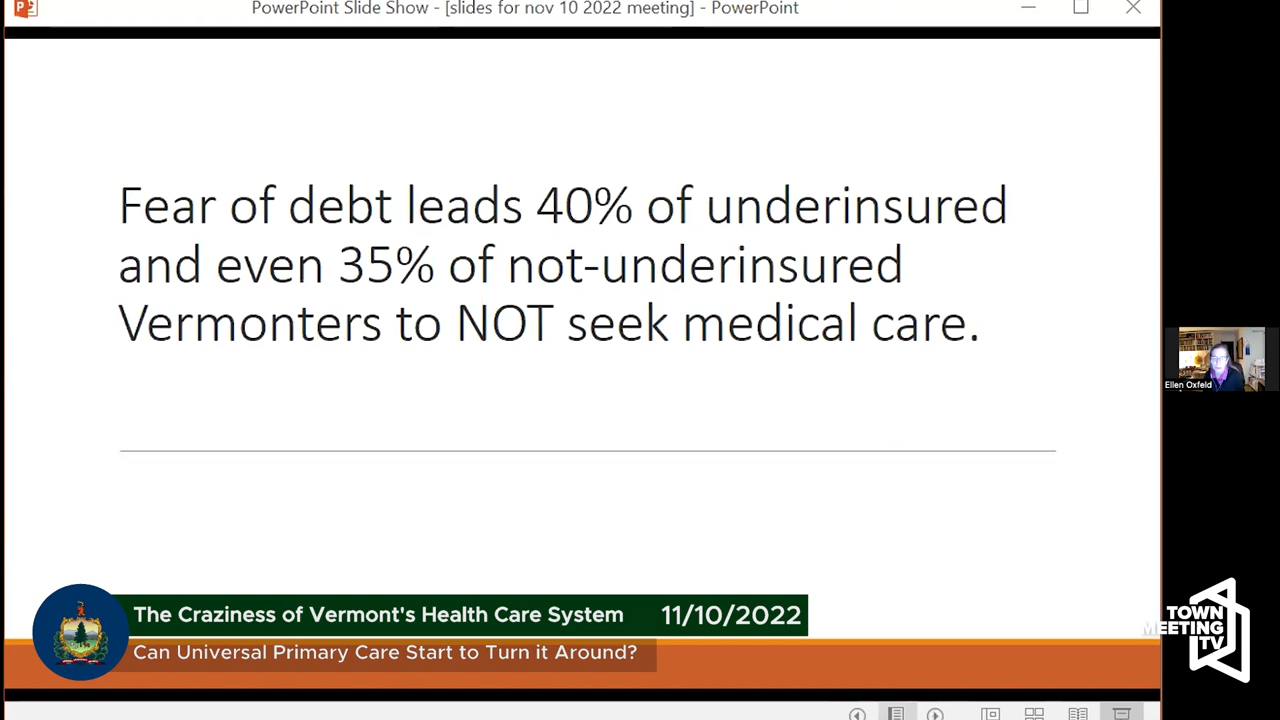 PowerPoint Slide Show - [slides for nov 10 2022 meeting] - PowerPoint
Fear of debt leads 40% of underinsured
and even 35% of not-underinsured
Vermonters to NOT seek medical care.
Ellen Oxfeld
The Craziness of Vermont's Health Care System 11/10/2022
Can Universal Primary Care Start to Turn it Around?
TOWN
MEETING
TV